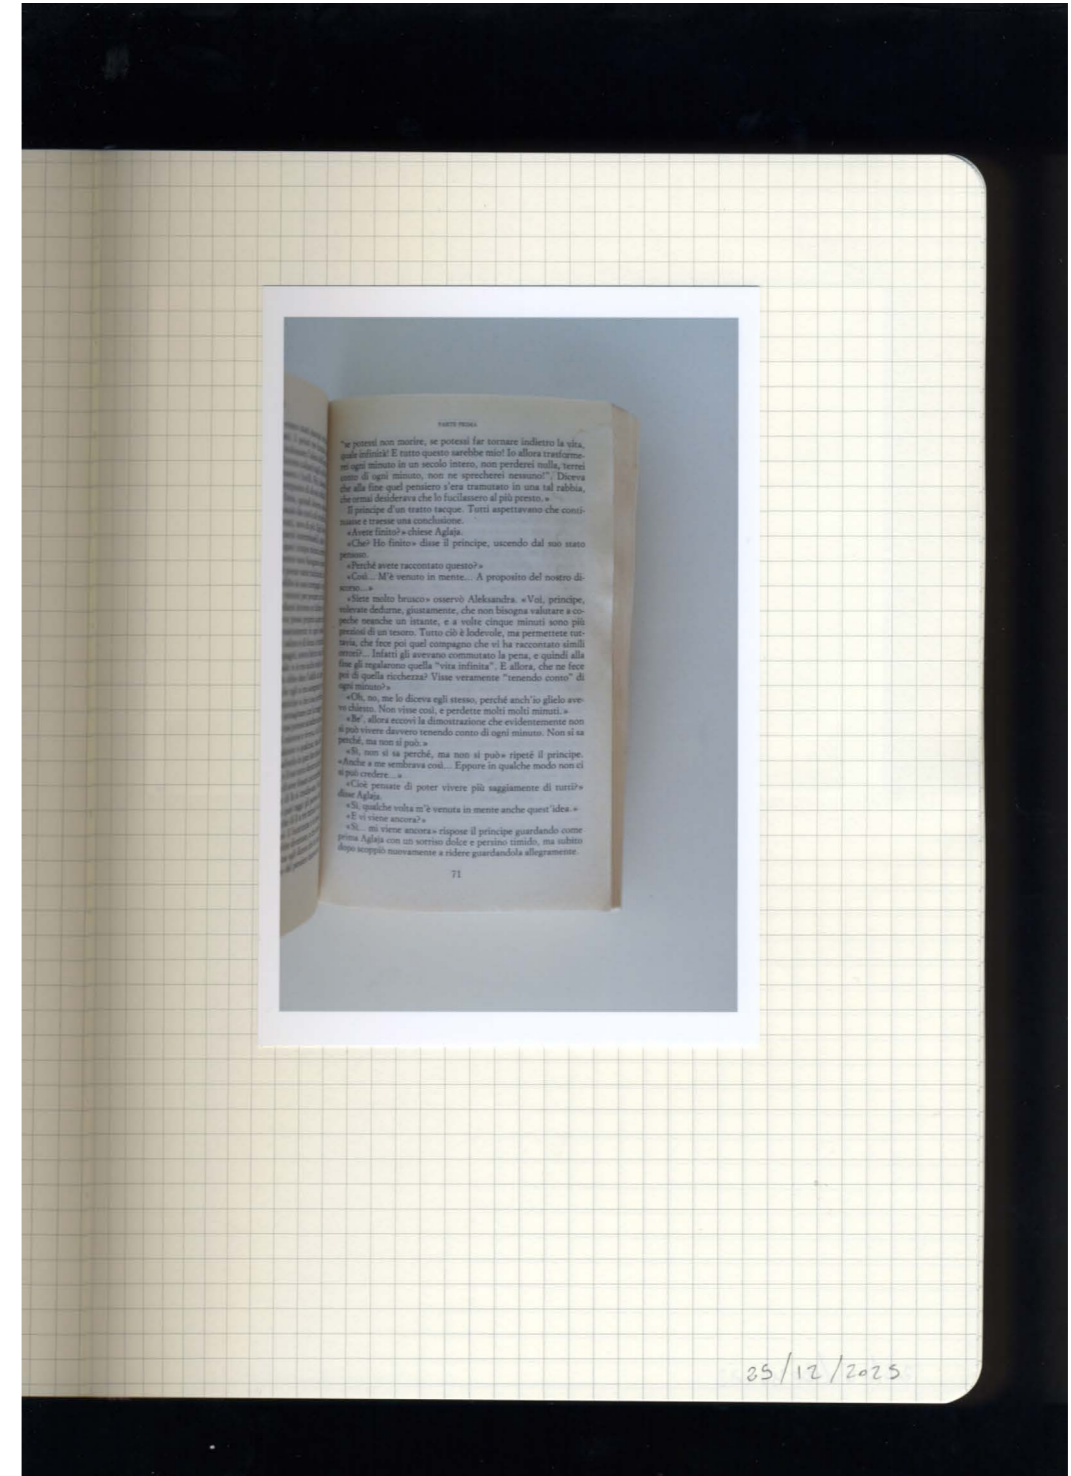 PARTE PRIMA
"se potessi non morire, se potessi far tornare indietro la vita,
quale infinità! E tutto questo sarebbe mio! Io allora trasforme-
rei ogni minuto in un secolo intero, non perderei nulla, terrei
conto di ogni minuto, non ne sprecherei nessuno!". Diceva
che alla fine quel pensiero s'era tramutato in una tal rabbia,
che ormai desiderava che lo fucilassero al più presto.»
Il principe d'un tratto tacque. Tutti aspettavano che conti-
nuasse e traesse una conclusione.
«Avete finito?» chiese Aglaja.
«Che? Ho finito» disse il principe, uscendo dal suo stato
pensoso.
«Perché avete raccontato questo?»
«Così... M'è venuto in mente... A proposito del nostro di-
scorso...»
«Siete molto brusco» osservò Aleksandra. «Voi, principe,
volevate dedurne, giustamente, che non bisogna valutare a co-
peche neanche un istante, e a volte cinque minuti sono più
preziosi di un tesoro. Tutto ciò è lodevole, ma permettete tut-
tavia, che fece poi quel compagno che vi ha raccontato simili
orrori?... Infatti gli avevano commutato la pena, e quindi alla
fine gli regalarono quella "vita infinita". E allora, che ne fece
poi di quella ricchezza? Visse veramente "tenendo conto" di
ogni minuto?»
«Oh, no, me lo diceva egli stesso, perché anch'io glielo ave-
vo chiesto. Non visse così, e perdette molti molti minuti.»
«Be', allora eccovi la dimostrazione che evidentemente non
si può vivere davvero tenendo conto di ogni minuto. Non si sa
perché, ma non si può.»
«Sì, non si sa perché, ma non si può» ripeté il principe.
«Anche a me sembrava così... Eppure in qualche modo non ci
si può credere...»
«Cioè pensate di poter vivere più saggiamente di tutti?»
disse Aglaja.
«Sì, qualche volta m'è venuta in mente anche quest'idea.»
«E vi viene ancora?»
«Sì... mi viene ancora» rispose il principe guardando come
prima Aglaja con un sorriso dolce e persino timido, ma subito
dopo scoppiò nuovamente a ridere guardandola allegramente.
71
25/12/2025